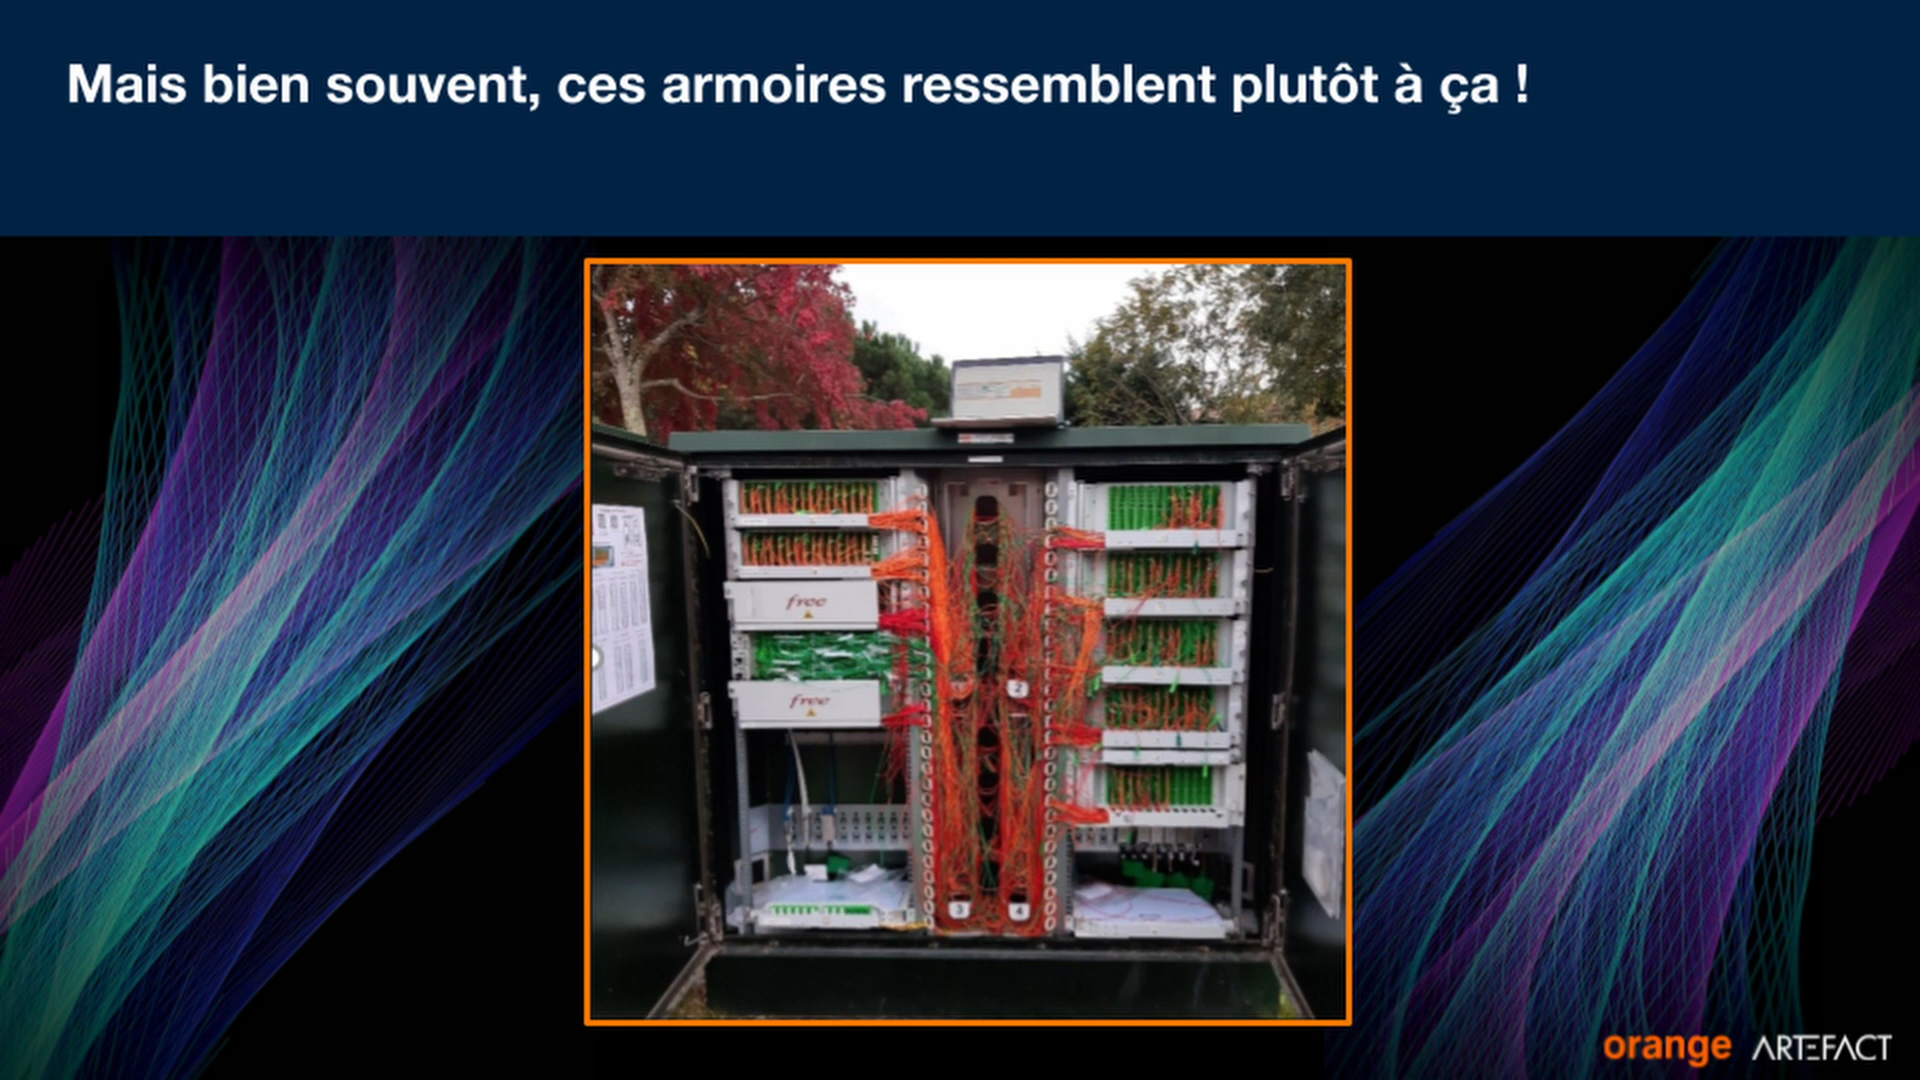 Mais bien souvent, ces armoires ressemblent plutôt à ça !
free
2
free
3
4
orange ARTEFACT